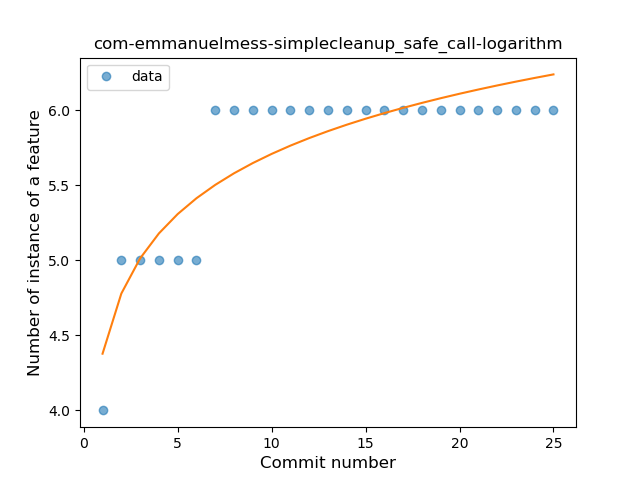 com-emmanuelmess-simplecleanup_safe_call-logarithm
data
Number of instance of a feature
6.0
5.5
5.0
4.5
4.0
0 5 10 15 20 25
Commit number